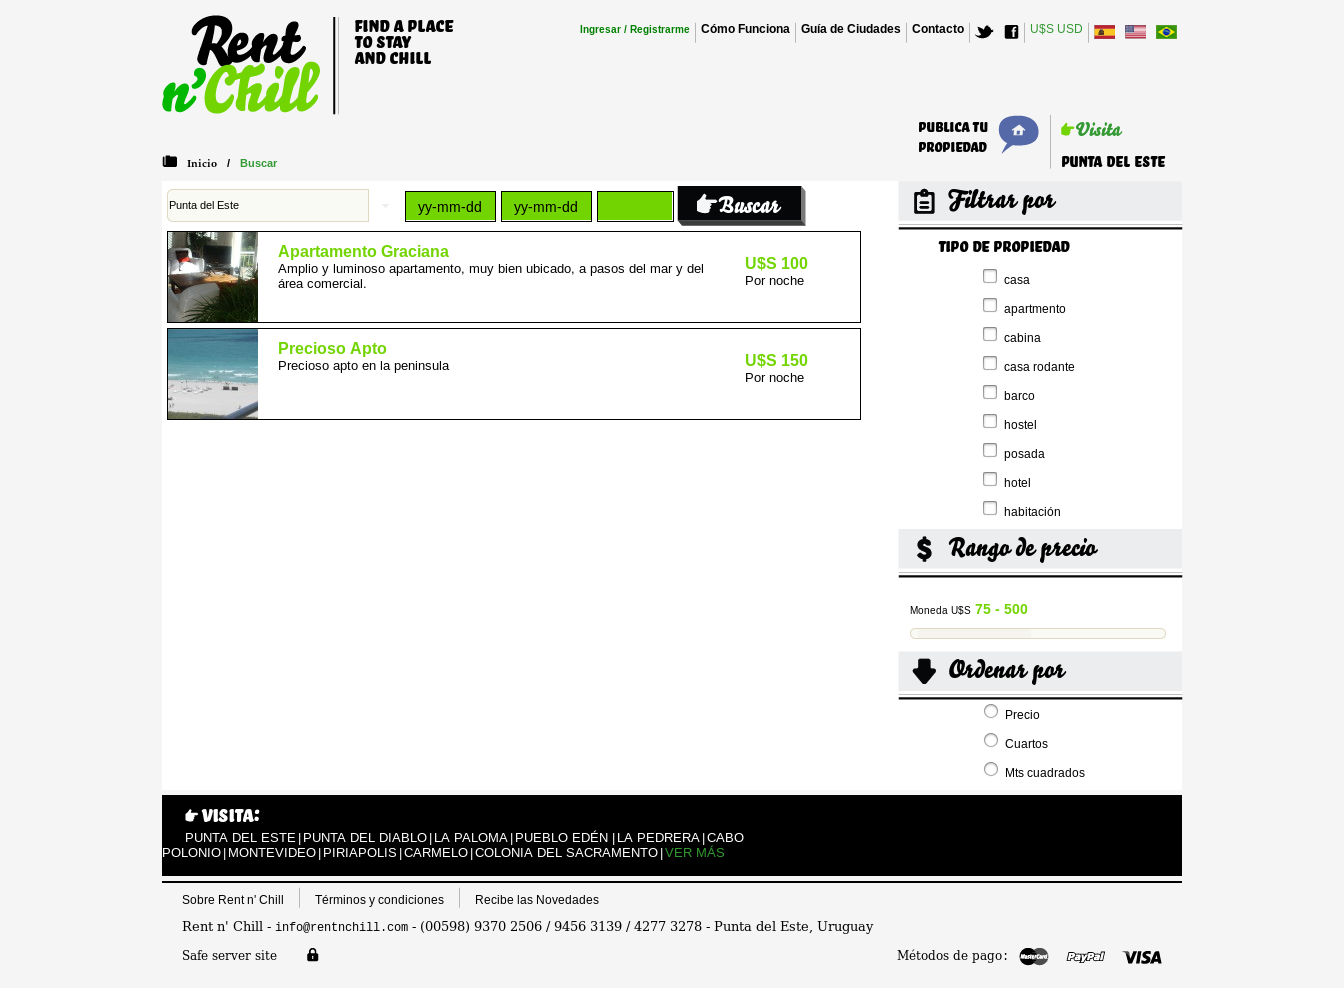 Rent n' Chill
FIND A PLACE
TO STAY
AND CHILL
Ingresar / Registrarme
Cómo Funciona
Guía de Ciudades
Contacto
U$S USD
PUBLICA TU
PROPIEDAD
Visita
PUNTA DEL ESTE
Inicio / Buscar
Punta del Este
yy-mm-dd
yy-mm-dd
Buscar
Apartamento Graciana
Amplio y luminoso apartamento, muy bien ubicado, a pasos del mar y del
área comercial.
U$S 100
Por noche
Precioso Apto
Precioso apto en la peninsula
U$S 150
Por noche
Filtrar por
TIPO DE PROPIEDAD
casa
apartmento
cabina
casa rodante
barco
hostel
posada
hotel
habitación
Rango de precio
Moneda U$S 75 - 500
Ordenar por
Precio
Cuartos
Mts cuadrados
VISITA:
PUNTA DEL ESTE|PUNTA DEL DIABLO|LA PALOMA|PUEBLO EDÉN |LA PEDRERA|CABO
POLONIO|MONTEVIDEO|PIRIAPOLIS|CARMELO|COLONIA DEL SACRAMENTO|VER MÁS
Sobre Rent n' Chill
Términos y condiciones
Recibe las Novedades
Rent n' Chill - info@rentnchill.com - (00598) 9370 2506 / 9456 3139 / 4277 3278 - Punta del Este, Uruguay
Safe server site
Métodos de pago:
MasterCard
PayPal
VISA